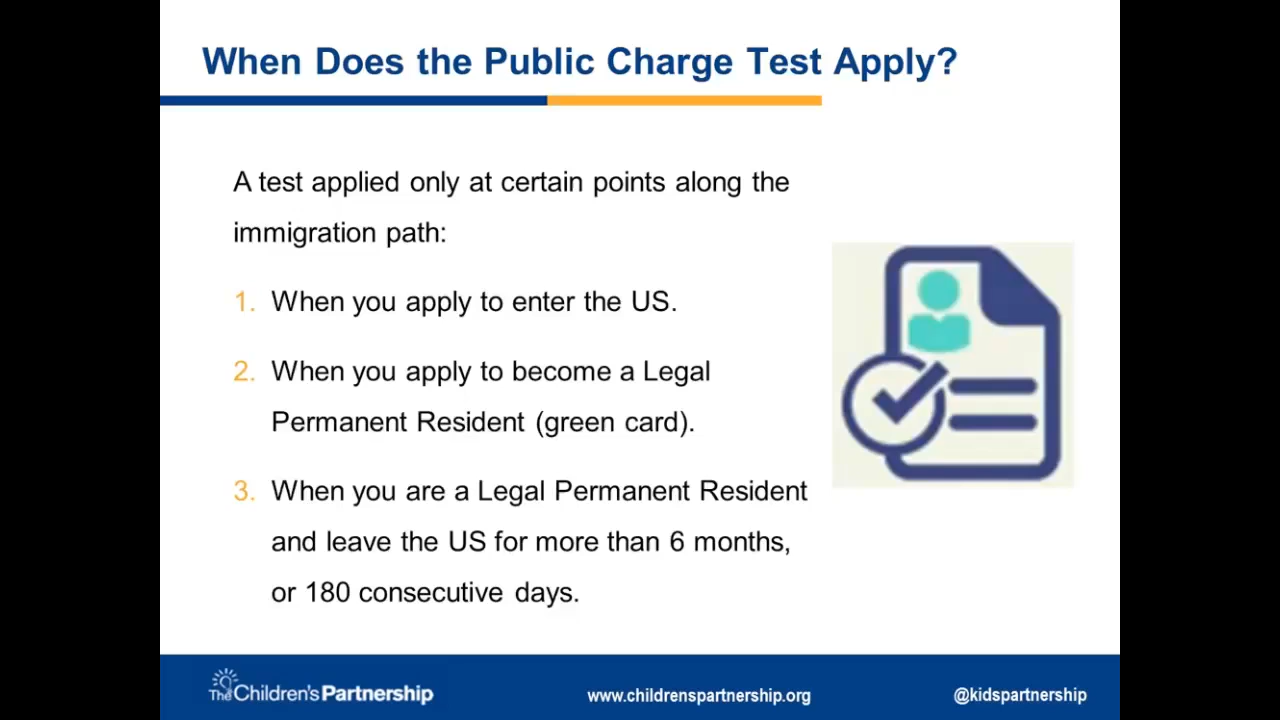 When Does the Public Charge Test Apply?
A test applied only at certain points along the
immigration path:
1. When you apply to enter the US.
2. When you apply to become a Legal
Permanent Resident (green card).
3. When you are a Legal Permanent Resident
and leave the US for more than 6 months,
or 180 consecutive days.
The Children's Partnership
www.childrenspartnership.org
@kidspartnership